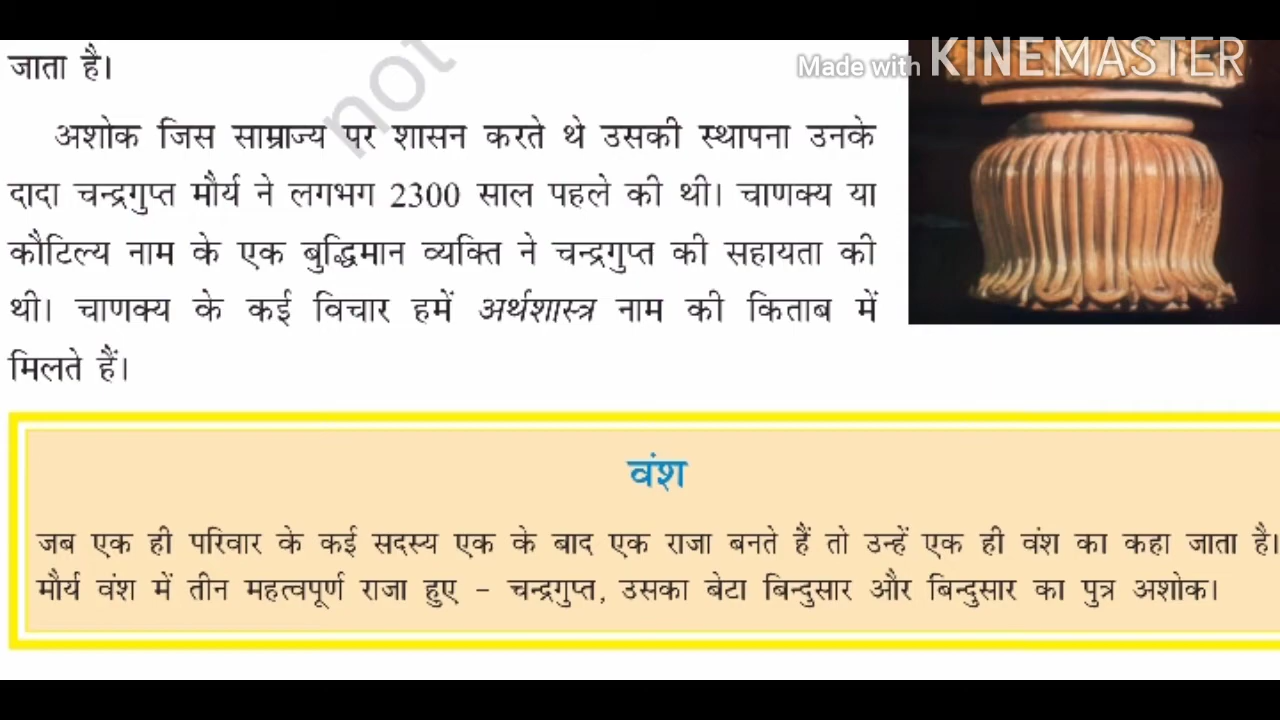 जाता है।
not
Made with KINEMASTER
अशोक जिस साम्राज्य पर शासन करते थे उसकी स्थापना उनके
दादा चन्द्रगुप्त मौर्य ने लगभग 2300 साल पहले की थी। चाणक्य या
कौटिल्य नाम के एक बुद्धिमान व्यक्ति ने चन्द्रगुप्त की सहायता की
थी। चाणक्य के कई विचार हमें अर्थशास्त्र नाम की किताब में
मिलते हैं।
वंश
जब एक ही परिवार के कई सदस्य एक के बाद एक राजा बनते हैं तो उन्हें एक ही वंश का कहा जाता है।
मौर्य वंश में तीन महत्वपूर्ण राजा हुए - चन्द्रगुप्त, उसका बेटा बिन्दुसार और बिन्दुसार का पुत्र अशोक।